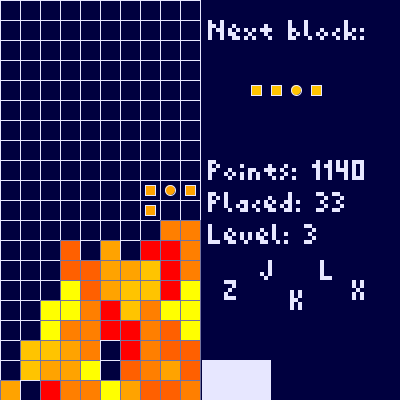 Next block:
Points: 1140
Placed: 33
Level: 3
J L
Z X
K